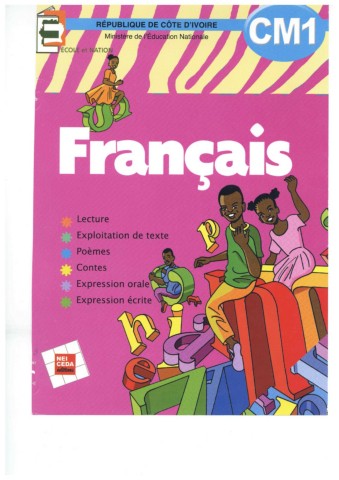 RÉPUBLIQUE DE CÔTE D'IVOIRE
Ministère de l'Éducation Nationale
CM1
ÉCOLE et NATION
Français
Lecture
Exploitation de texte
Poèmes
Contes
Expression orale
Expression écrite
NEI
CEDA
éditions